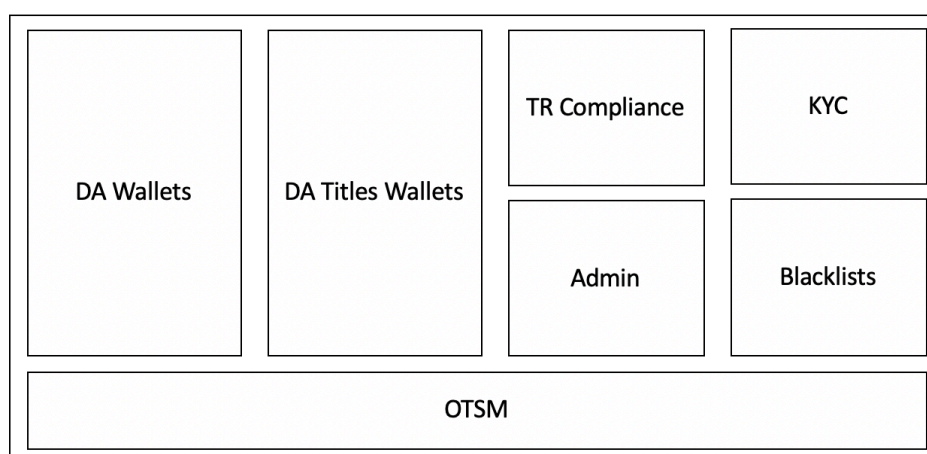 DA Wallets
DA Titles Wallets
TR Compliance
KYC
Admin
Blacklists
OTSM